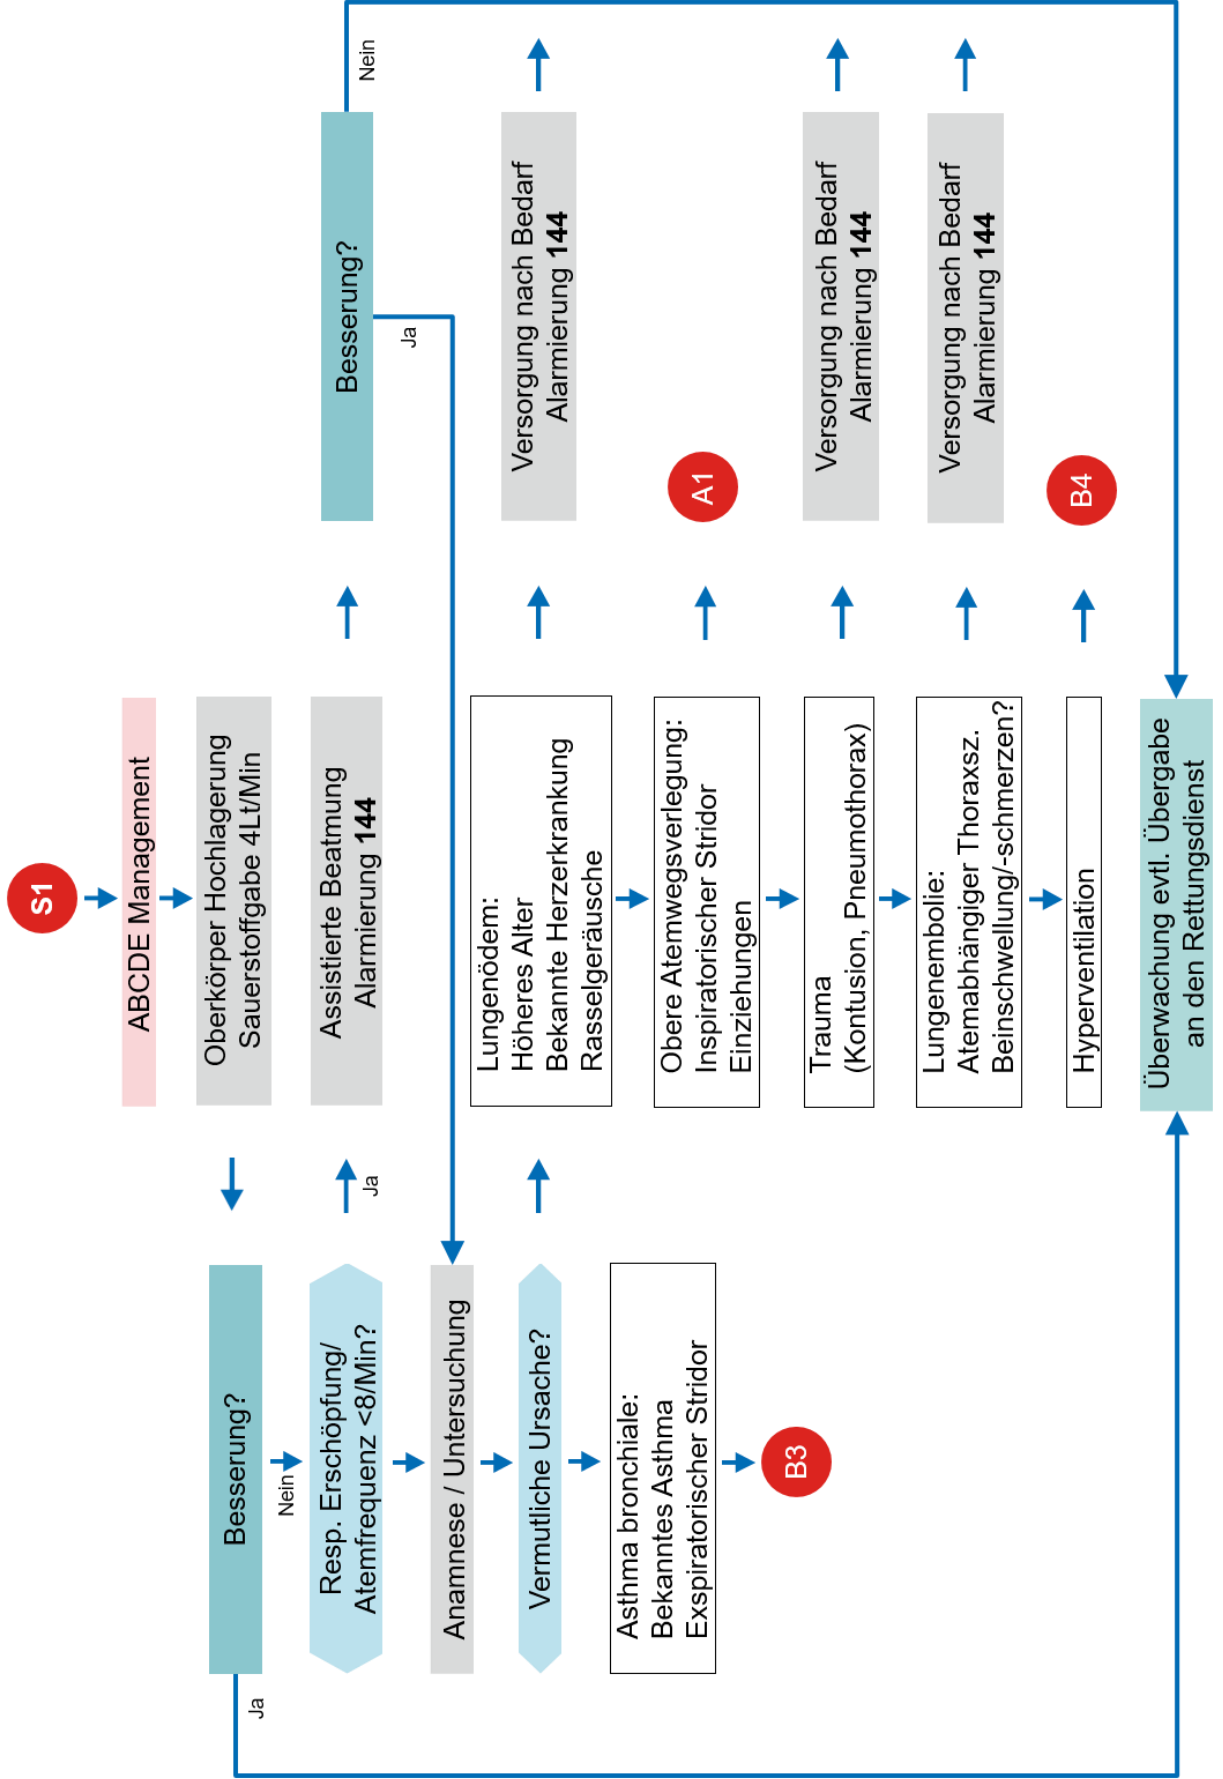 S1
ABCDE Management
Oberkörper Hochlagerung
Sauerstoffgabe 4Lt/Min
Besserung?
Ja
Nein
Resp. Erschöpfung/
Atemfrequenz <8/Min?
Ja
Assistierte Beatmung
Alarmierung 144
Besserung?
Nein
Ja
Anamnese / Untersuchung
Vermutliche Ursache?
Asthma bronchiale:
Bekanntes Asthma
Exspiratorischer Stridor
B3
Lungenödem:
Höheres Alter
Bekannte Herzerkrankung
Rasselgeräusche
Versorgung nach Bedarf
Alarmierung 144
Obere Atemwegsverlegung:
Inspiratorischer Stridor
Einziehungen
A1
Trauma
(Kontusion, Pneumothorax)
Versorgung nach Bedarf
Alarmierung 144
Lungenembolie:
Atemabhängiger Thoraxsz.
Beinschwellung/-schmerzen?
Versorgung nach Bedarf
Alarmierung 144
Hyperventilation
B4
Überwachung evtl. Übergabe
an den Rettungsdienst